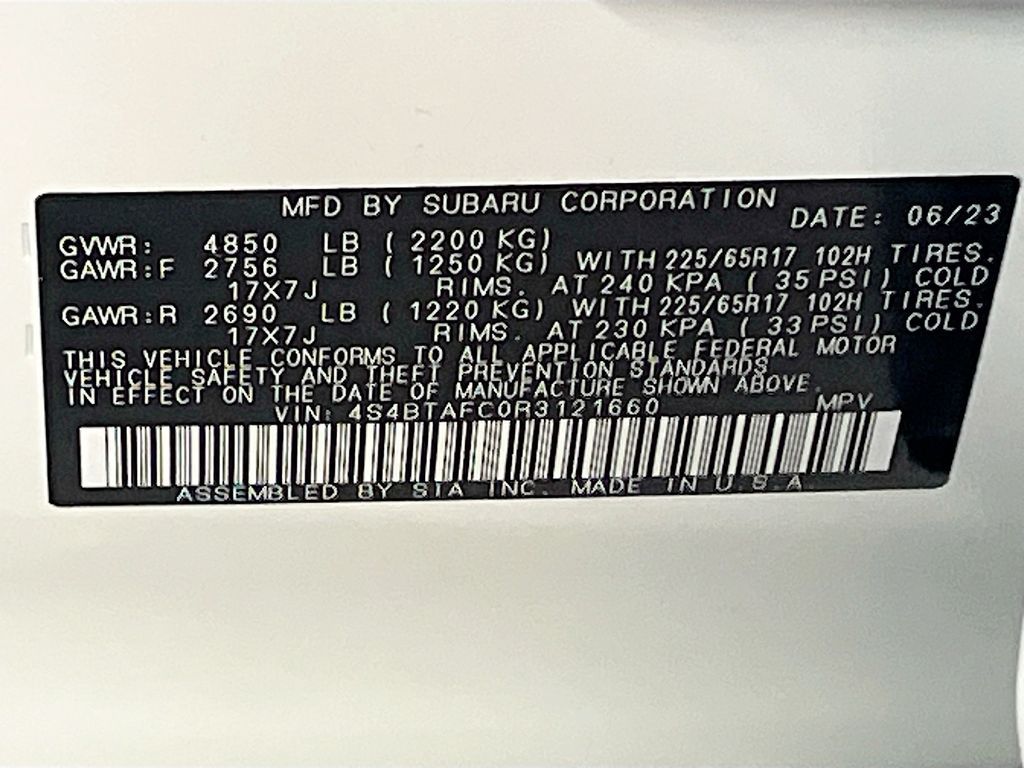 MFD BY SUBARU CORPORATION DATE: 06/23
GVWR: 4850 LB ( 2200 KG)
GAWR:F 2756 LB ( 1250 KG) WITH 225/65R17 102H TIRES.
17X7J RIMS. AT 240 KPA ( 35 PSI) COLD
GAWR:R 2690 LB ( 1220 KG) WITH 225/65R17 102H TIRES.
17X7J RIMS. AT 230 KPA ( 33 PSI) COLD
THIS VEHICLE CONFORMS TO ALL APPLICABLE FEDERAL MOTOR
VEHICLE SAFETY AND THEFT PREVENTION STANDARDS
IN EFFECT ON THE DATE OF MANUFACTURE SHOWN ABOVE.
VIN: 4S4BTAFC0R3121660 MPV
ASSEMBLED BY SIA INC. MADE IN U.S.A.